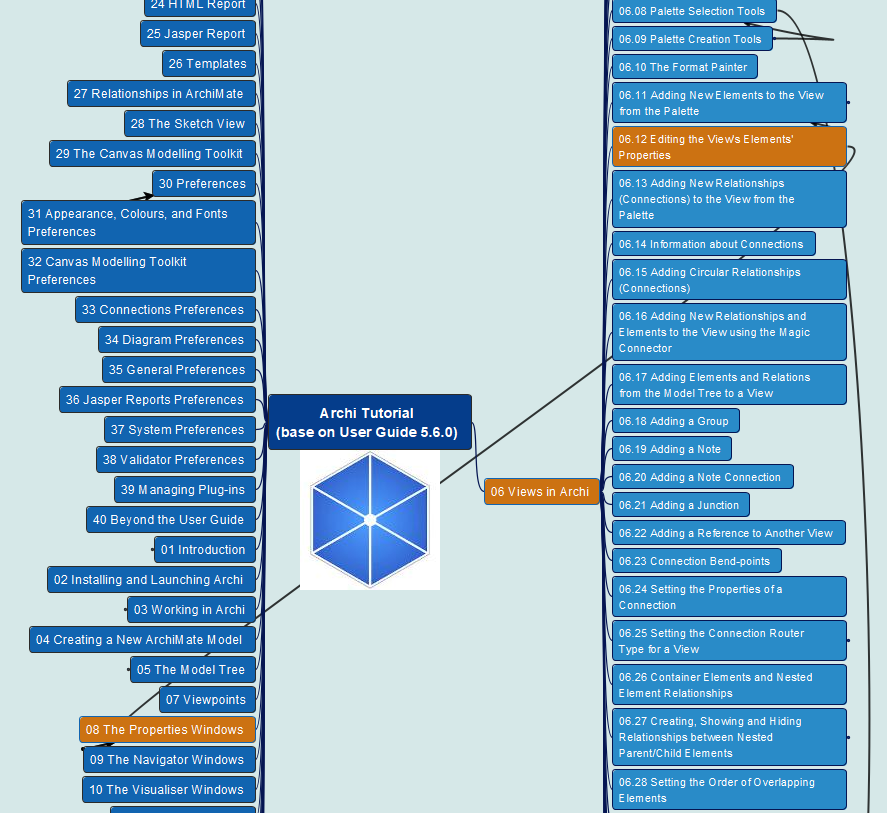 24 HTML Report
25 Jasper Report
26 Templates
27 Relationships in ArchiMate
28 The Sketch View
29 The Canvas Modelling Toolkit
30 Preferences
31 Appearance, Colours, and Fonts
Preferences
32 Canvas Modelling Toolkit
Preferences
33 Connections Preferences
34 Diagram Preferences
35 General Preferences
36 Jasper Reports Preferences
37 System Preferences
38 Validator Preferences
39 Managing Plug-ins
40 Beyond the User Guide
01 Introduction
02 Installing and Launching Archi
03 Working in Archi
04 Creating a New ArchiMate Model
05 The Model Tree
07 Viewpoints
08 The Properties Windows
09 The Navigator Windows
10 The Visualiser Windows
Archi Tutorial
(base on User Guide 5.6.0)
06 Views in Archi
06.08 Palette Selection Tools
06.09 Palette Creation Tools
06.10 The Format Painter
06.11 Adding New Elements to the View
from the Palette
06.12 Editing the View's Elements'
Properties
06.13 Adding New Relationships
(Connections) to the View from the
Palette
06.14 Information about Connections
06.15 Adding Circular Relationships
(Connections)
06.16 Adding New Relationships and
Elements to the View using the Magic
Connector
06.17 Adding Elements and Relations
from the Model Tree to a View
06.18 Adding a Group
06.19 Adding a Note
06.20 Adding a Note Connection
06.21 Adding a Junction
06.22 Adding a Reference to Another View
06.23 Connection Bend-points
06.24 Setting the Properties of a
Connection
06.25 Setting the Connection Router
Type for a View
06.26 Container Elements and Nested
Element Relationships
06.27 Creating, Showing and Hiding
Relationships between Nested
Parent/Child Elements
06.28 Setting the Order of Overlapping
Elements